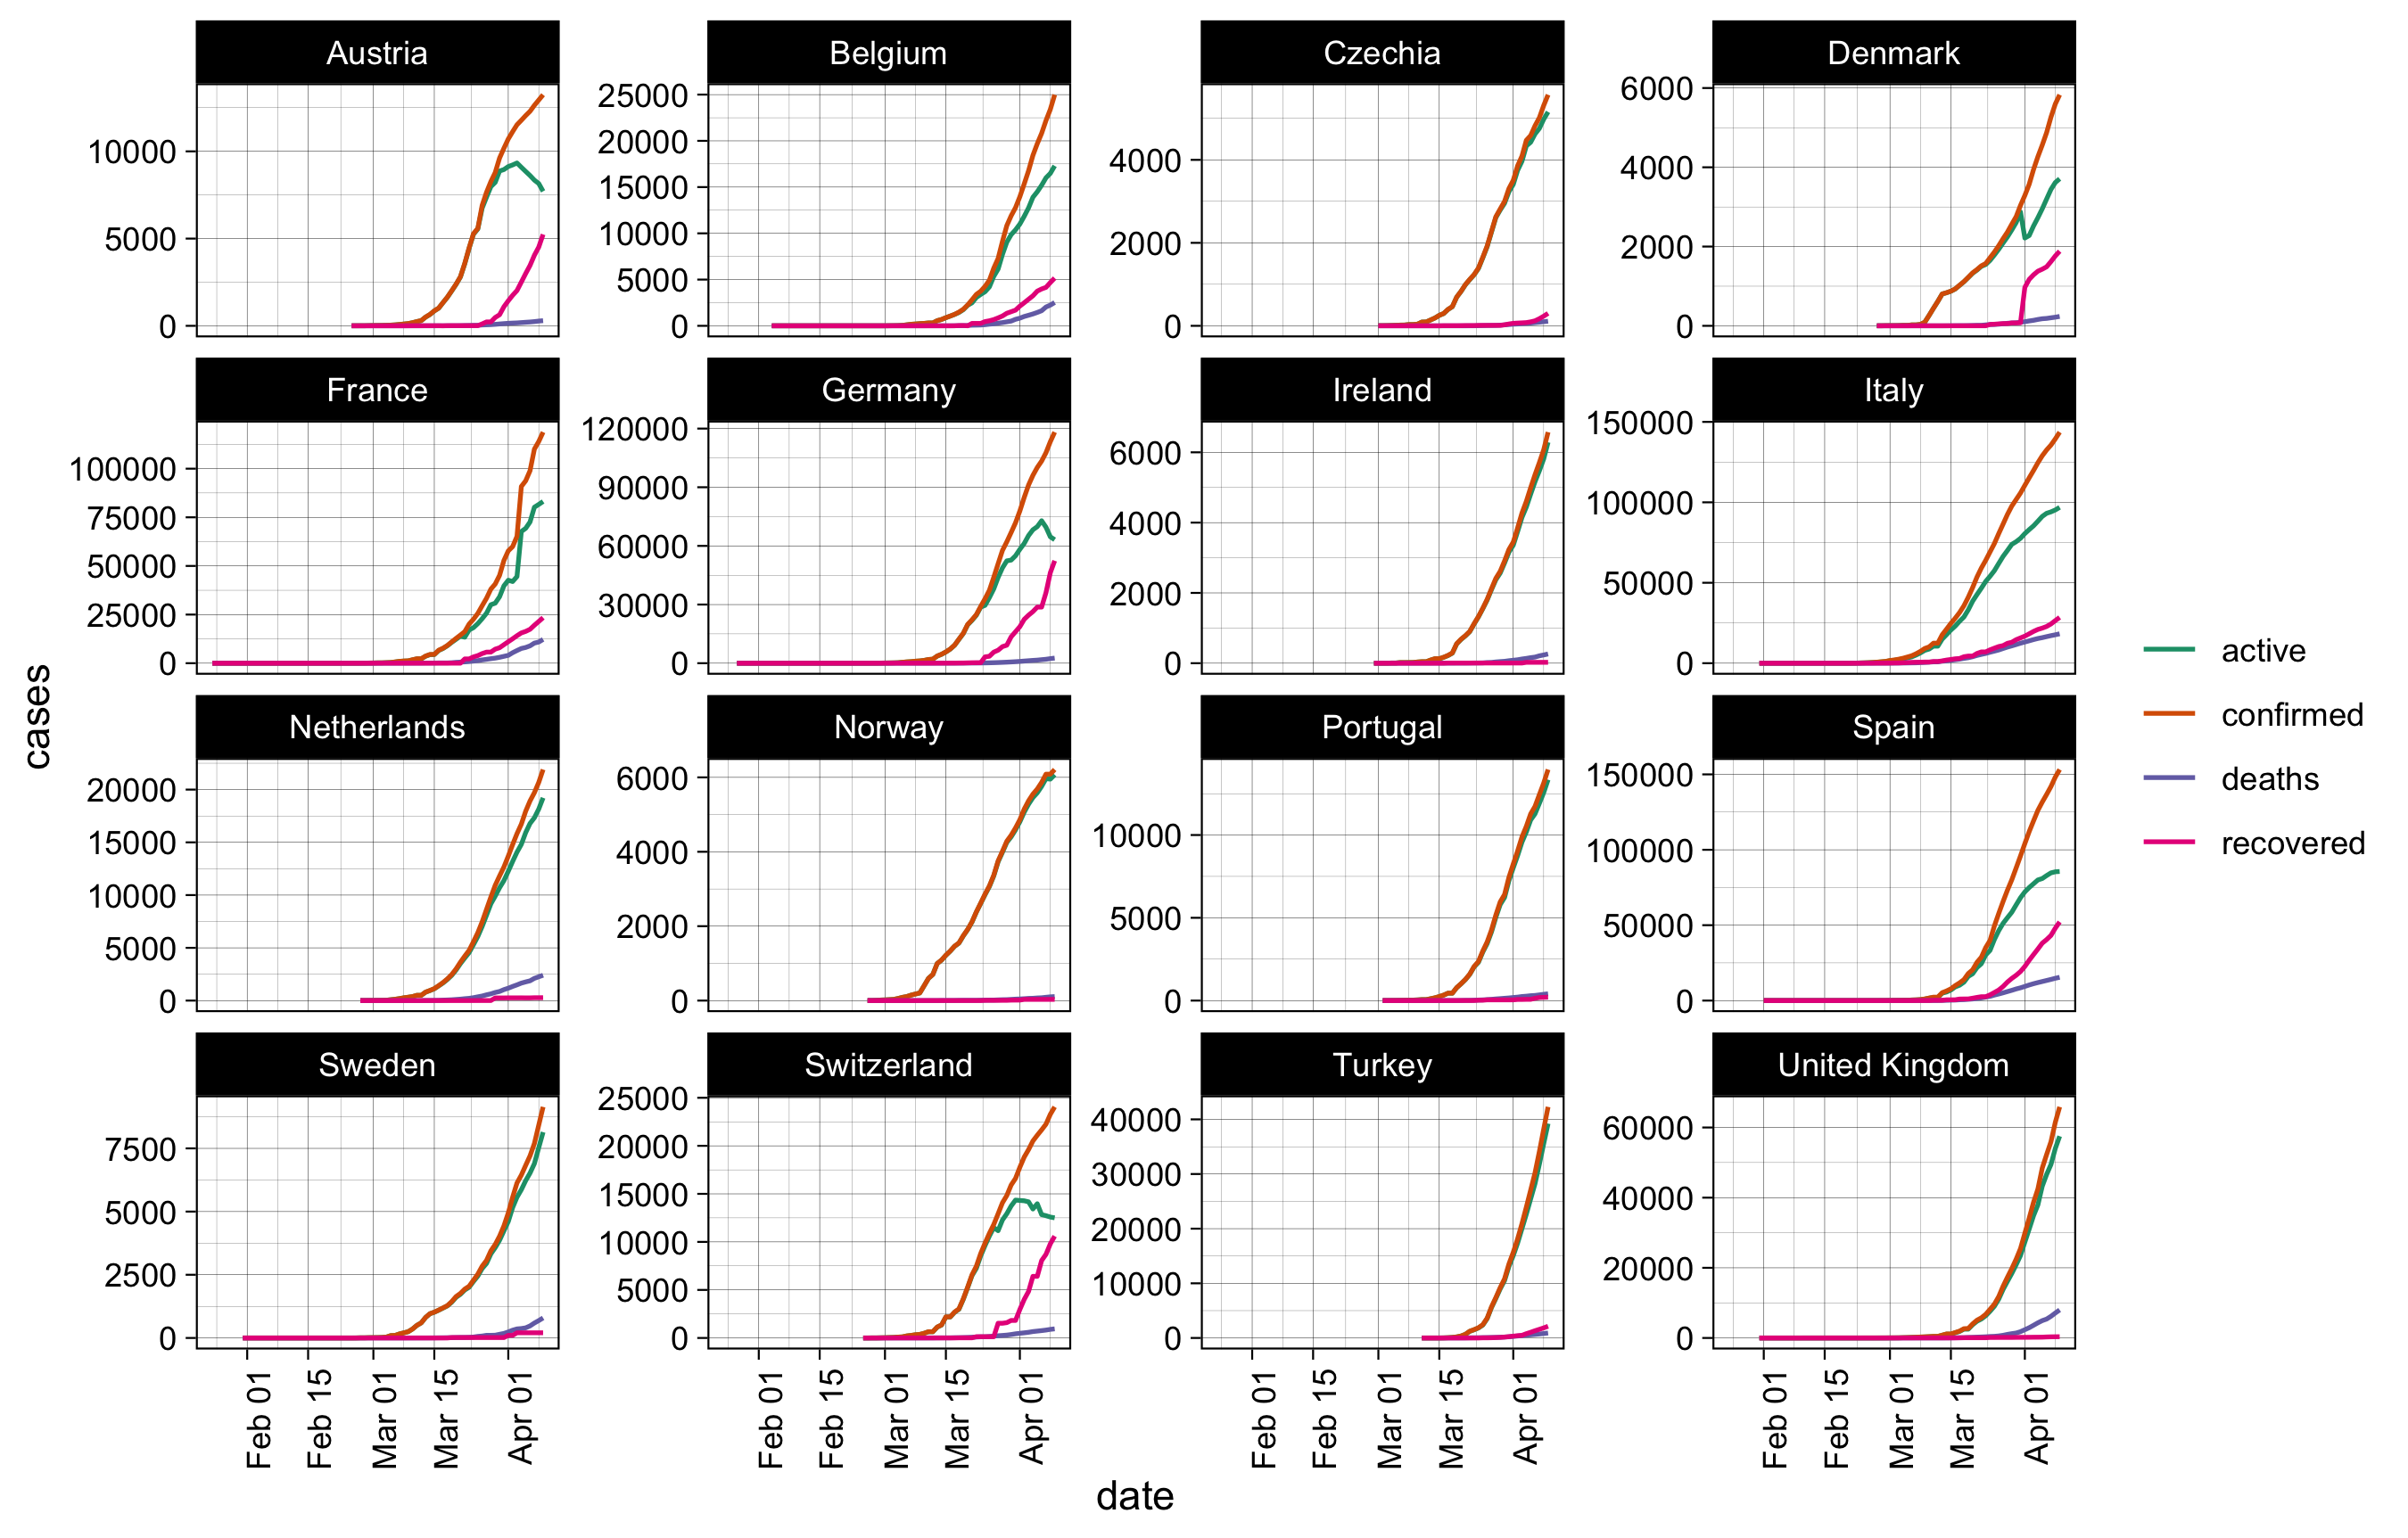 Austria
Belgium
Czechia
Denmark
10000
5000
0
25000
20000
15000
10000
5000
0
4000
2000
0
6000
4000
2000
0
France
Germany
Ireland
Italy
100000
75000
50000
25000
0
120000
90000
60000
30000
0
6000
4000
2000
0
150000
100000
50000
0
cases
active
confirmed
deaths
recovered
Netherlands
Norway
Portugal
Spain
20000
15000
10000
5000
0
6000
4000
2000
0
10000
5000
0
150000
100000
50000
0
Sweden
Switzerland
Turkey
United Kingdom
7500
5000
2500
0
25000
20000
15000
10000
5000
0
40000
30000
20000
10000
0
60000
40000
20000
0
Feb 01
Feb 15
Mar 01
Mar 15
Apr 01
Feb 01
Feb 15
Mar 01
Mar 15
Apr 01
Feb 01
Feb 15
Mar 01
Mar 15
Apr 01
Feb 01
Feb 15
Mar 01
Mar 15
Apr 01
date